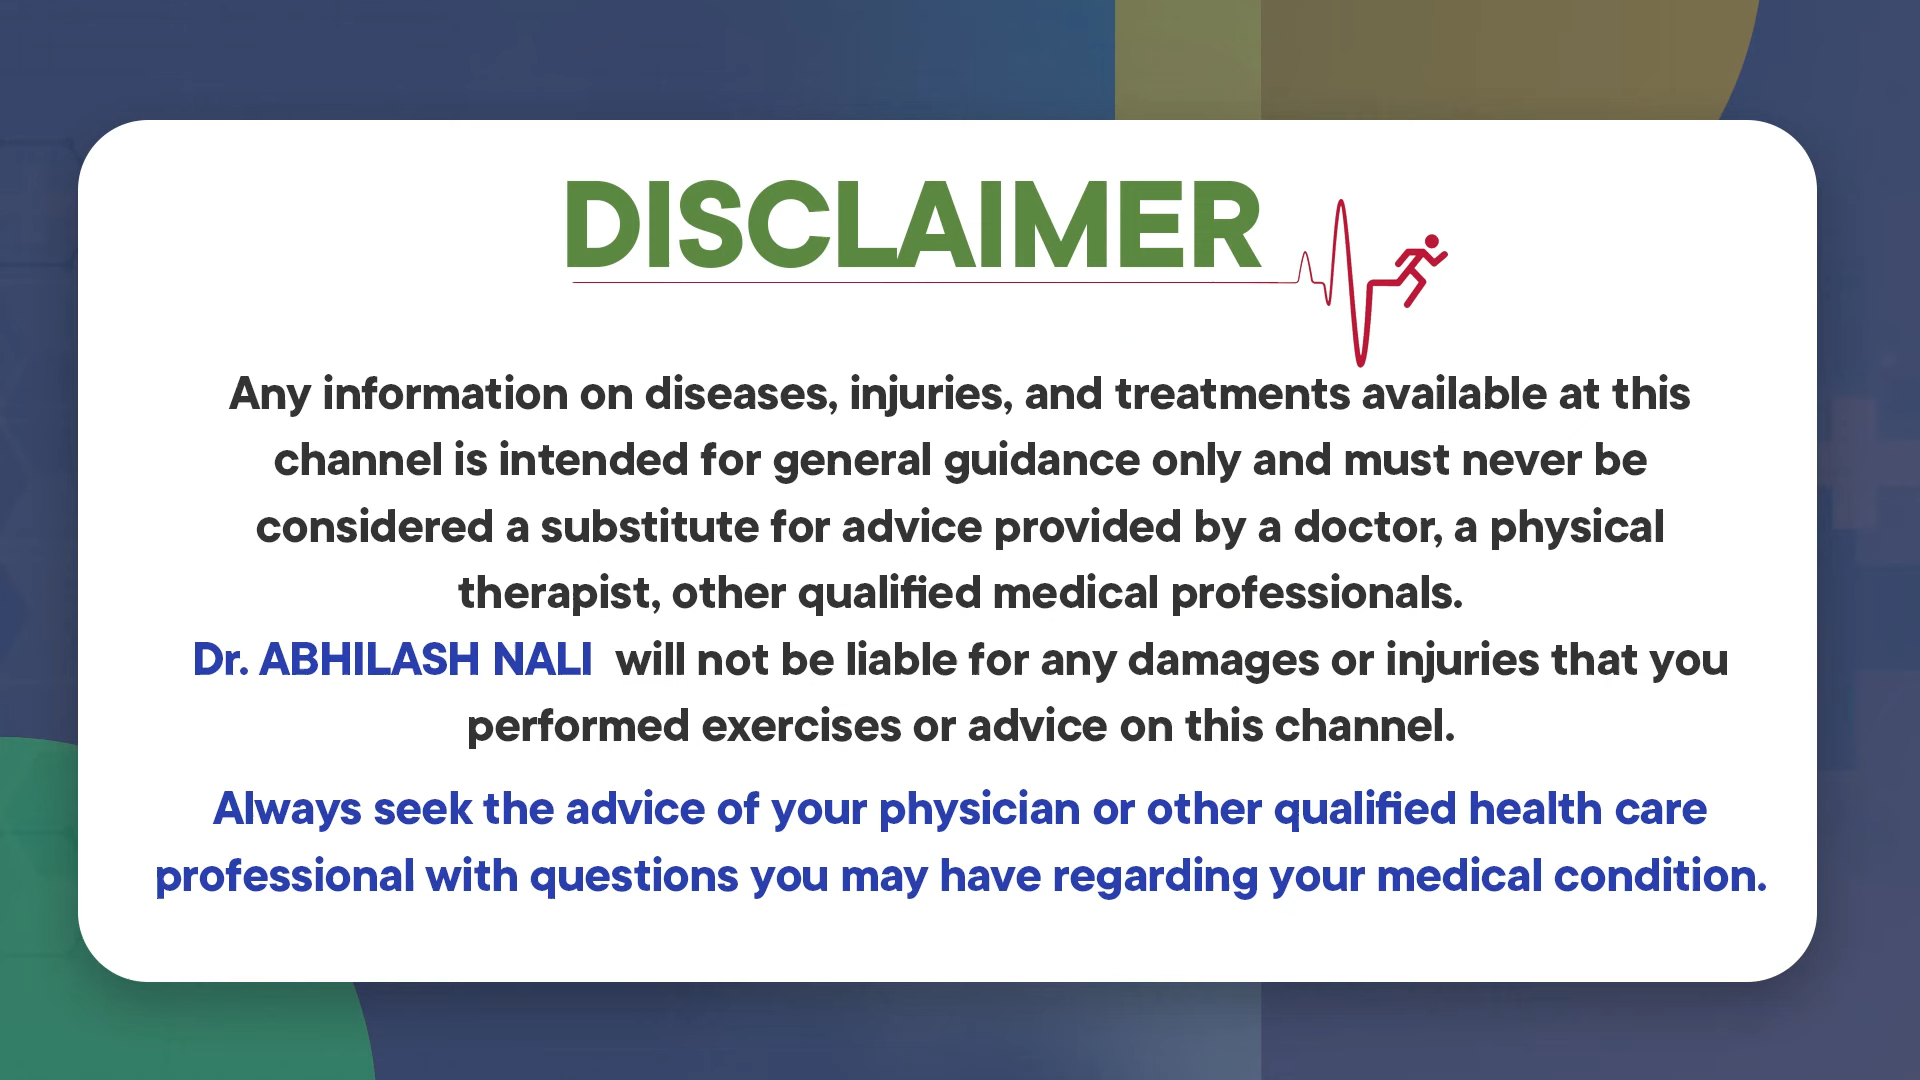 DISCLAIMER
Any information on diseases, injuries, and treatments available at this
channel is intended for general guidance only and must never be
considered a substitute for advice provided by a doctor, a physical
therapist, other qualified medical professionals.
Dr. ABHILASH NALI will not be liable for any damages or injuries that you
performed exercises or advice on this channel.
Always seek the advice of your physician or other qualified health care
professional with questions you may have regarding your medical condition.